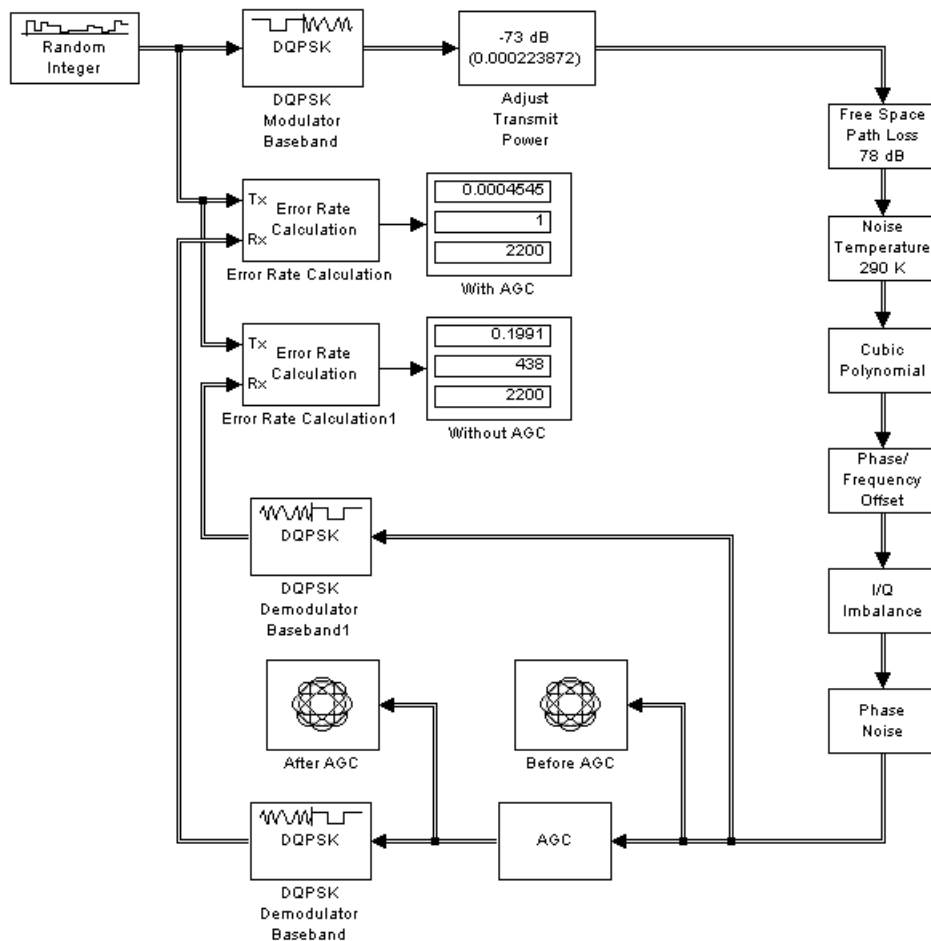 Random
Integer
DQPSK
DQPSK
Modulator
Baseband
-73 dB
(0.000223872)
Adjust
Transmit
Power
Free Space
Path Loss
78 dB
Tx
Rx
Error Rate
Calculation
Error Rate Calculation
0.0004545
1
2200
With AGC
Noise
Temperature
290 K
Tx
Rx
Error Rate
Calculation
Error Rate Calculation1
0.1991
438
2200
Without AGC
Cubic
Polynomial
Phase/
Frequency
Offset
DQPSK
DQPSK
Demodulator
Baseband1
I/Q
Imbalance
After AGC
Before AGC
Phase
Noise
DQPSK
DQPSK
Demodulator
Baseband
AGC